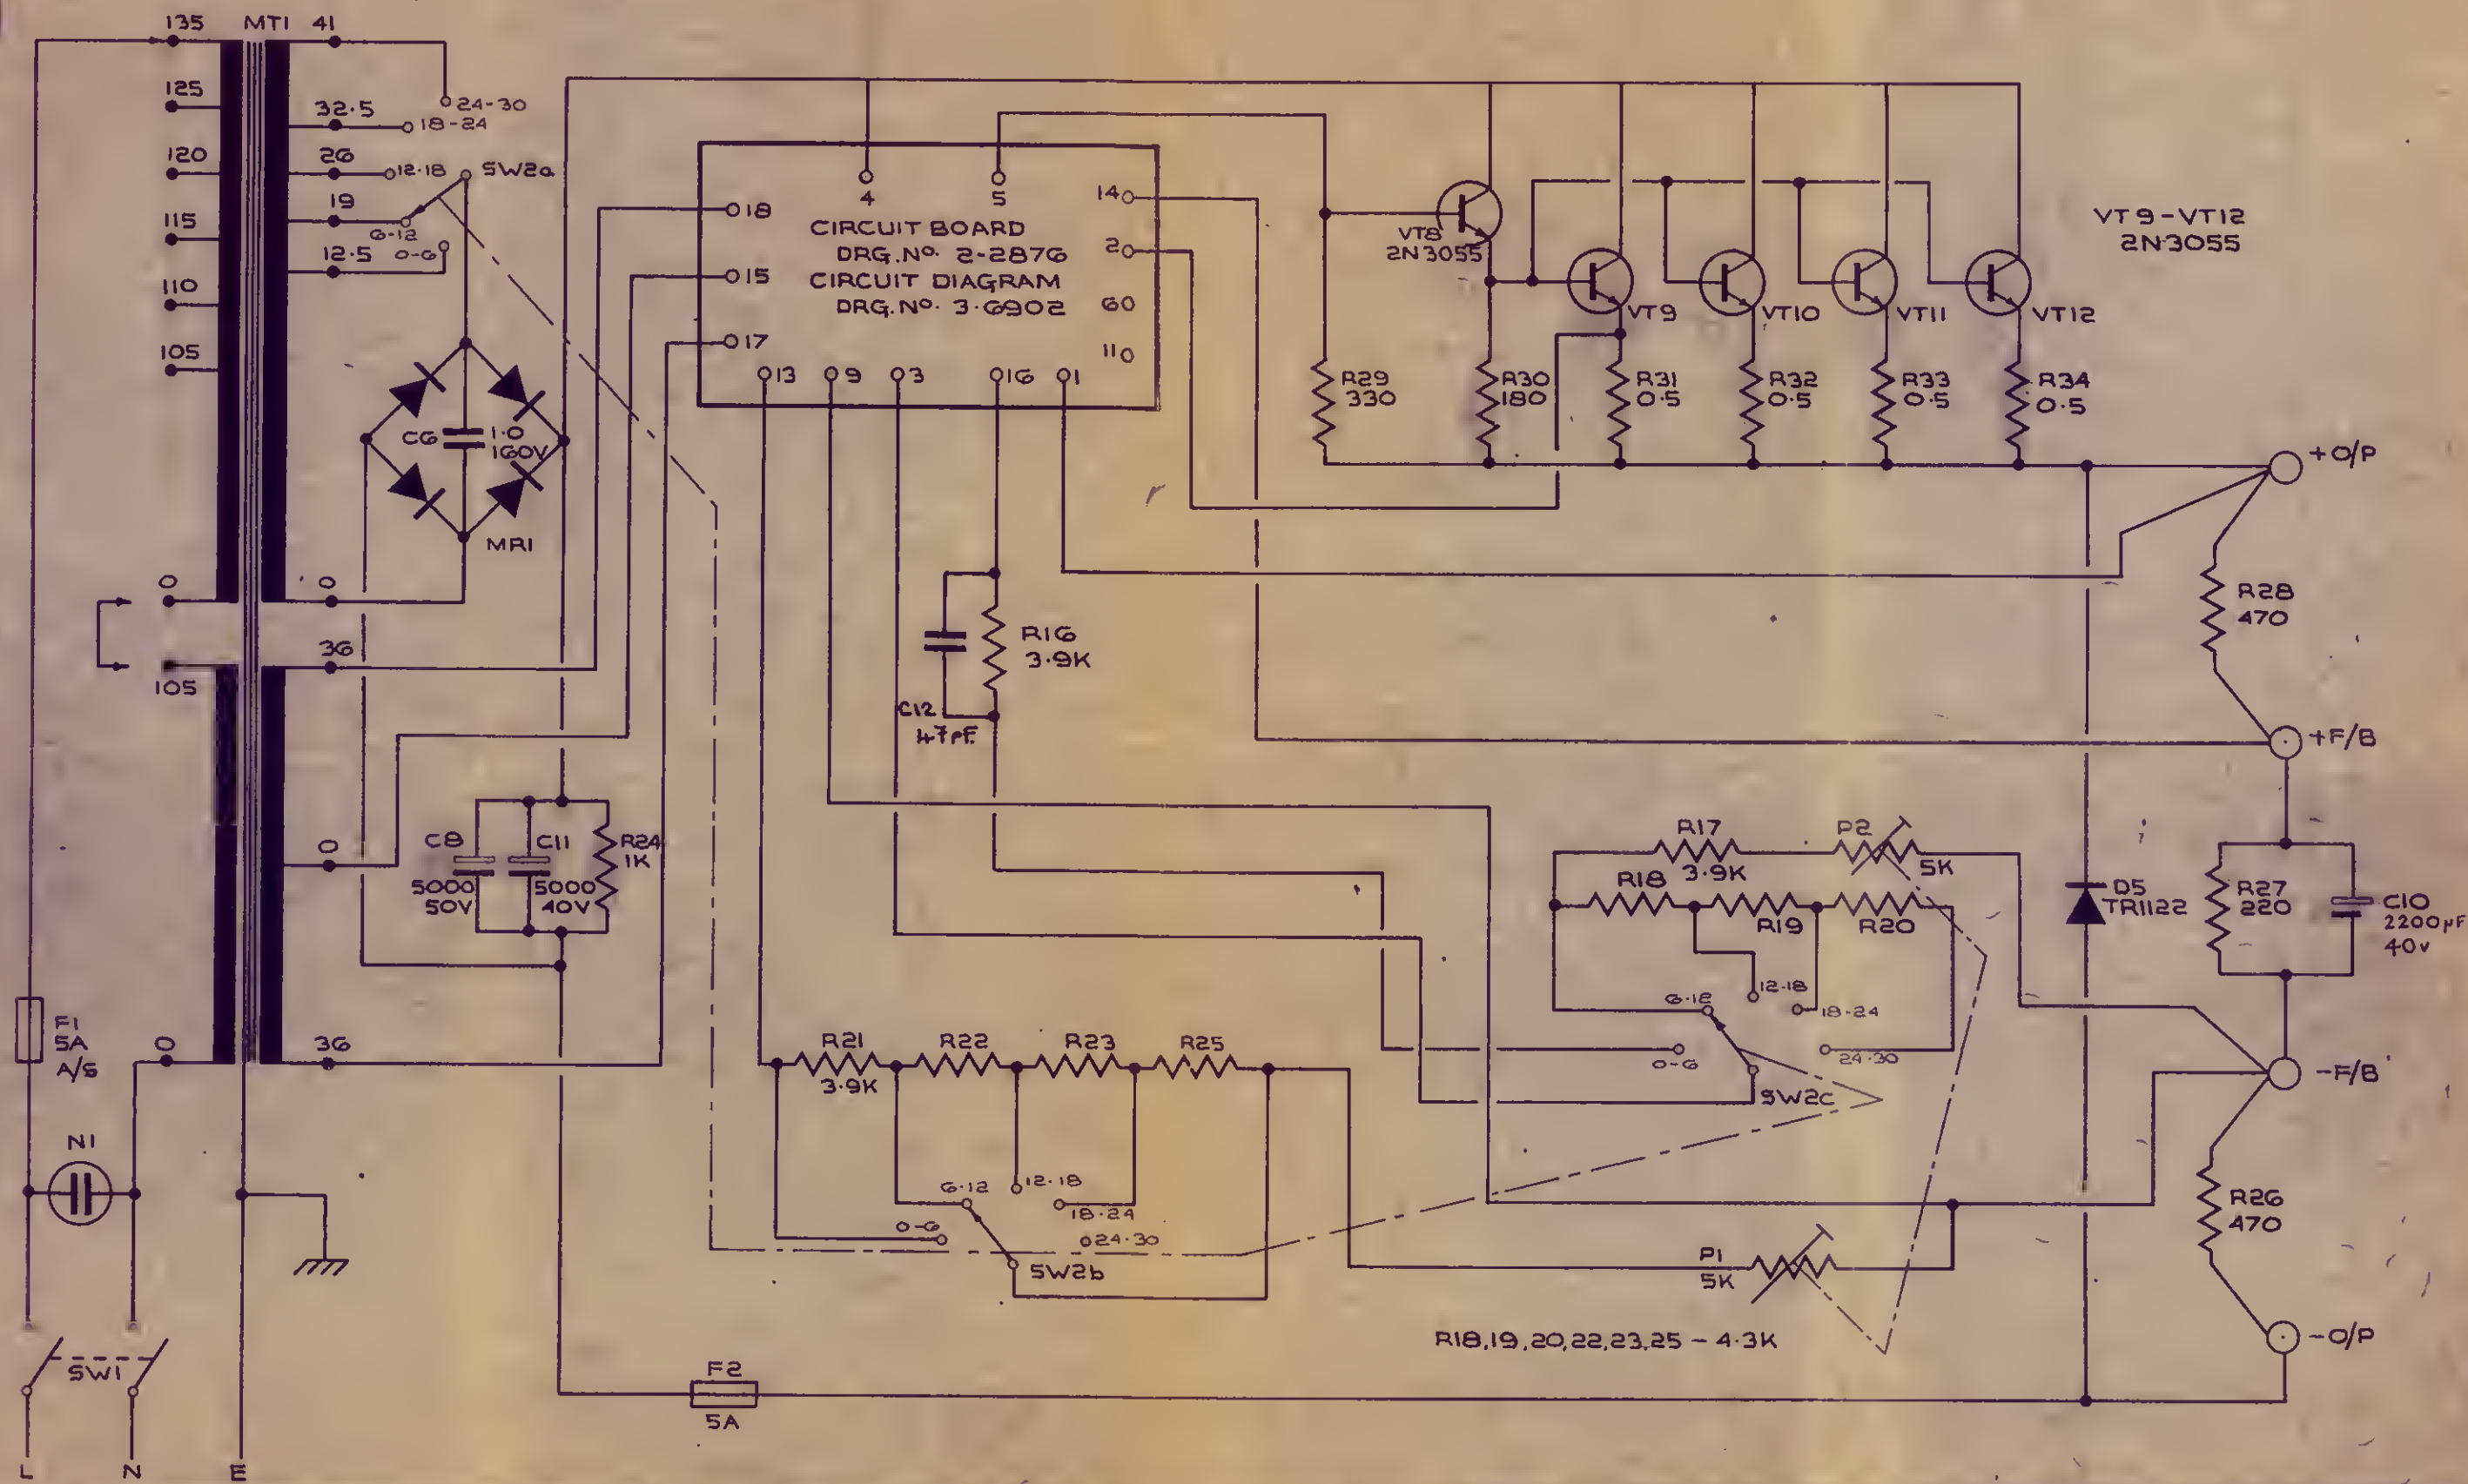 135 MT1 41
125
32·5
24-30
18-24
120
26
12·18
SW2a
19
6-12
115
12.5
0-6
110
105
C6
1·0
160V
MR1
0
0
105
36
0
0
36
18
4
5
14
CIRCUIT BOARD
DRG.Nº. 2-2876
2
15
CIRCUIT DIAGRAM
DRG.Nº. 3·6902
6
17
11
13
9
3
16
1
VT8
2N3055
VT9
VT10
VT11
VT12
VT9-VT12
2N3055
R29
330
R30
180
R31
0·5
R32
0·5
R33
0·5
R34
0·5
+O/P
R28
470
+F/B
R16
3·9K
C12
47pF
C8
5000
50V
C11
5000
40V
R24
1K
R17
3·9K
P2
5K
R18
R19
R20
6·12
12-18
18-24
0-6
24·30
SW2c
D5
TR1122
R27
220
C10
2200µF
40v
-F/B
R26
470
-O/P
R21
3·9K
R22
R23
R25
6-12
12·18
18·24
0-6
24·30
SW2b
P1
5K
R18,19,20,22,23,25 – 4·3K
F1
5A
A/S
N1
SW1
F2
5A
L
N
E